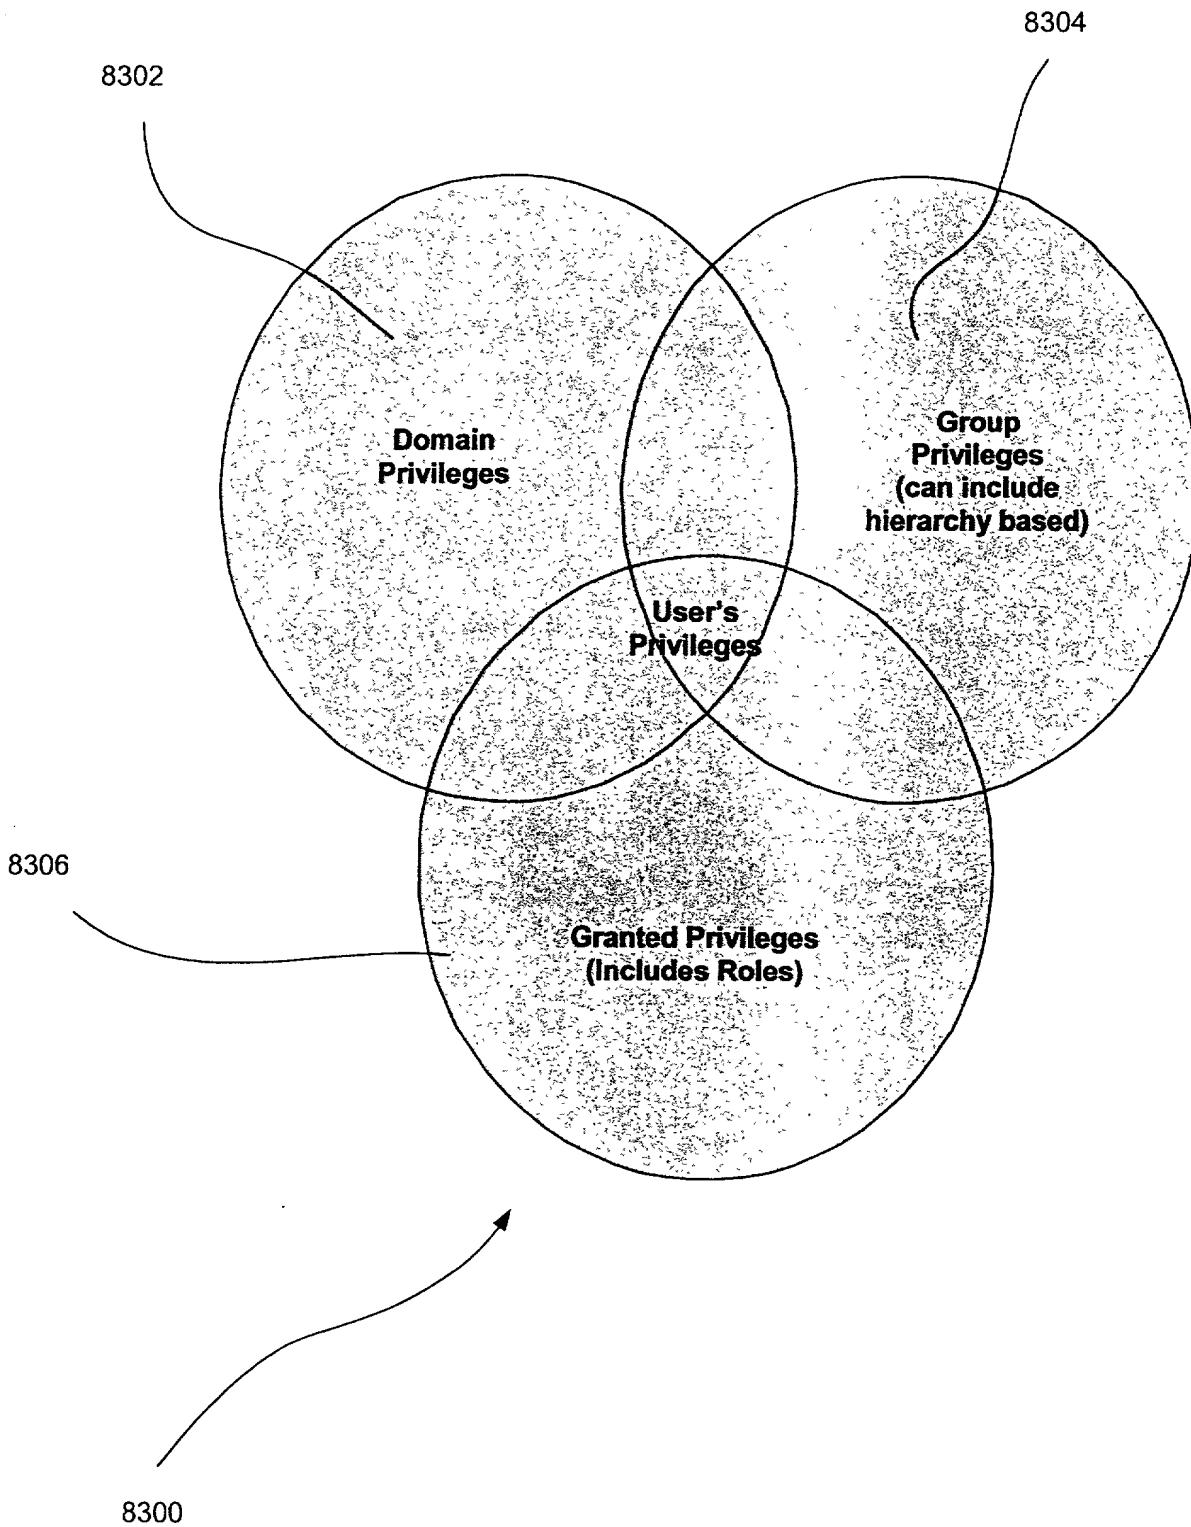 8304
8302
Domain
Privileges
Group
Privileges
(can include
hierarchy based)
User's
Privileges
8306
Granted Privileges
(Includes Roles)
8300